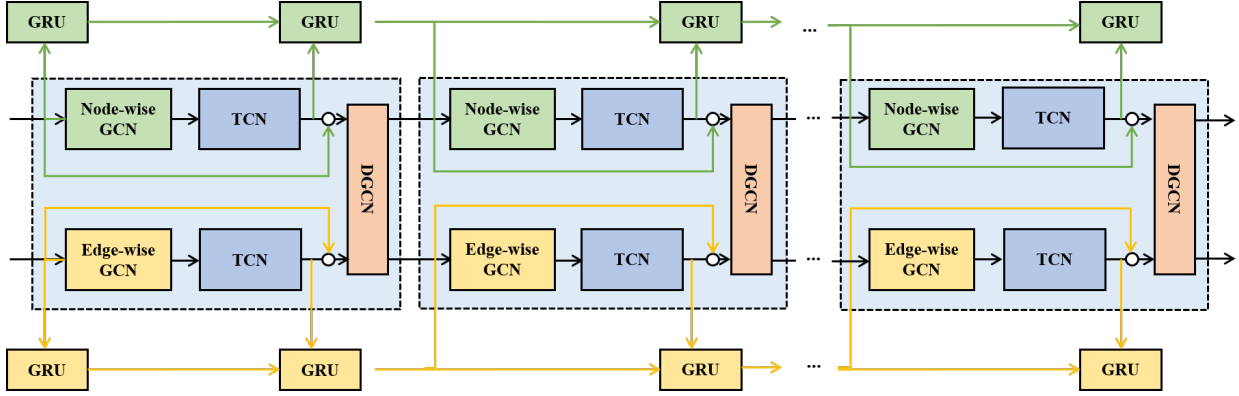 GRU
GRU
GRU
...
GRU
Node-wise
GCN
TCN
Node-wise
GCN
TCN
...
Node-wise
GCN
TCN
DGCN
DGCN
DGCN
Edge-wise
GCN
TCN
Edge-wise
GCN
TCN
...
Edge-wise
GCN
TCN
GRU
GRU
GRU
...
GRU